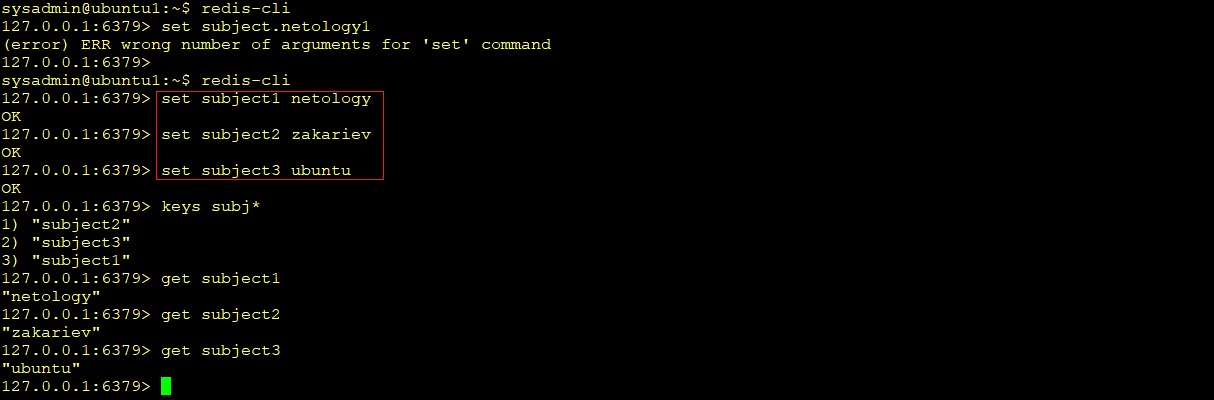 sysadmin@ubuntu1:~$ redis-cli
127.0.0.1:6379> set subject.netology1
(error) ERR wrong number of arguments for 'set' command
127.0.0.1:6379>
sysadmin@ubuntu1:~$ redis-cli
127.0.0.1:6379> set subject1 netology
OK
127.0.0.1:6379> set subject2 zakariev
OK
127.0.0.1:6379> set subject3 ubuntu
OK
127.0.0.1:6379> keys subj*
1) "subject2"
2) "subject3"
3) "subject1"
127.0.0.1:6379> get subject1
"netology"
127.0.0.1:6379> get subject2
"zakariev"
127.0.0.1:6379> get subject3
"ubuntu"
127.0.0.1:6379>